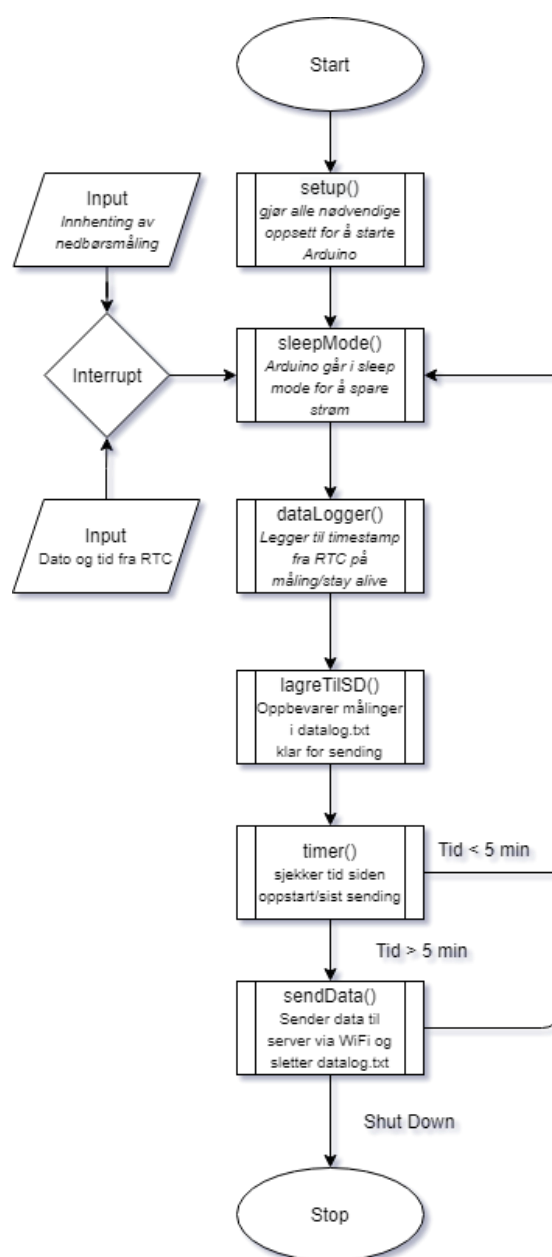 Start
setup()
gjør alle nødvendige
oppsett for å starte
Arduino
Input
Innhenting av
nedbørsmåling
Interrupt
sleepMode()
Arduino går i sleep
mode for å spare
strøm
Input
Dato og tid fra RTC
dataLogger()
Legger til timestamp
fra RTC på
måling/stay alive
lagreTilSD()
Oppbevarer målinger
i datalog.txt
klar for sending
timer()
sjekker tid siden
oppstart/sist sending
Tid < 5 min
Tid > 5 min
sendData()
Sender data til
server via WiFi og
sletter datalog.txt
Shut Down
Stop